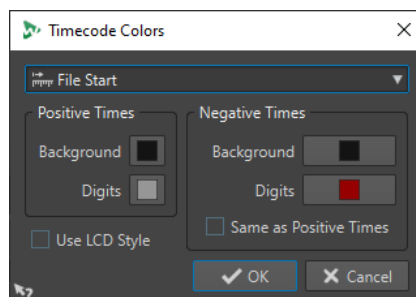 Timecode Colors
File Start
Positive Times
Background
Digits
Use LCD Style
Negative Times
Background
Digits
Same as Positive Times
OK
Cancel